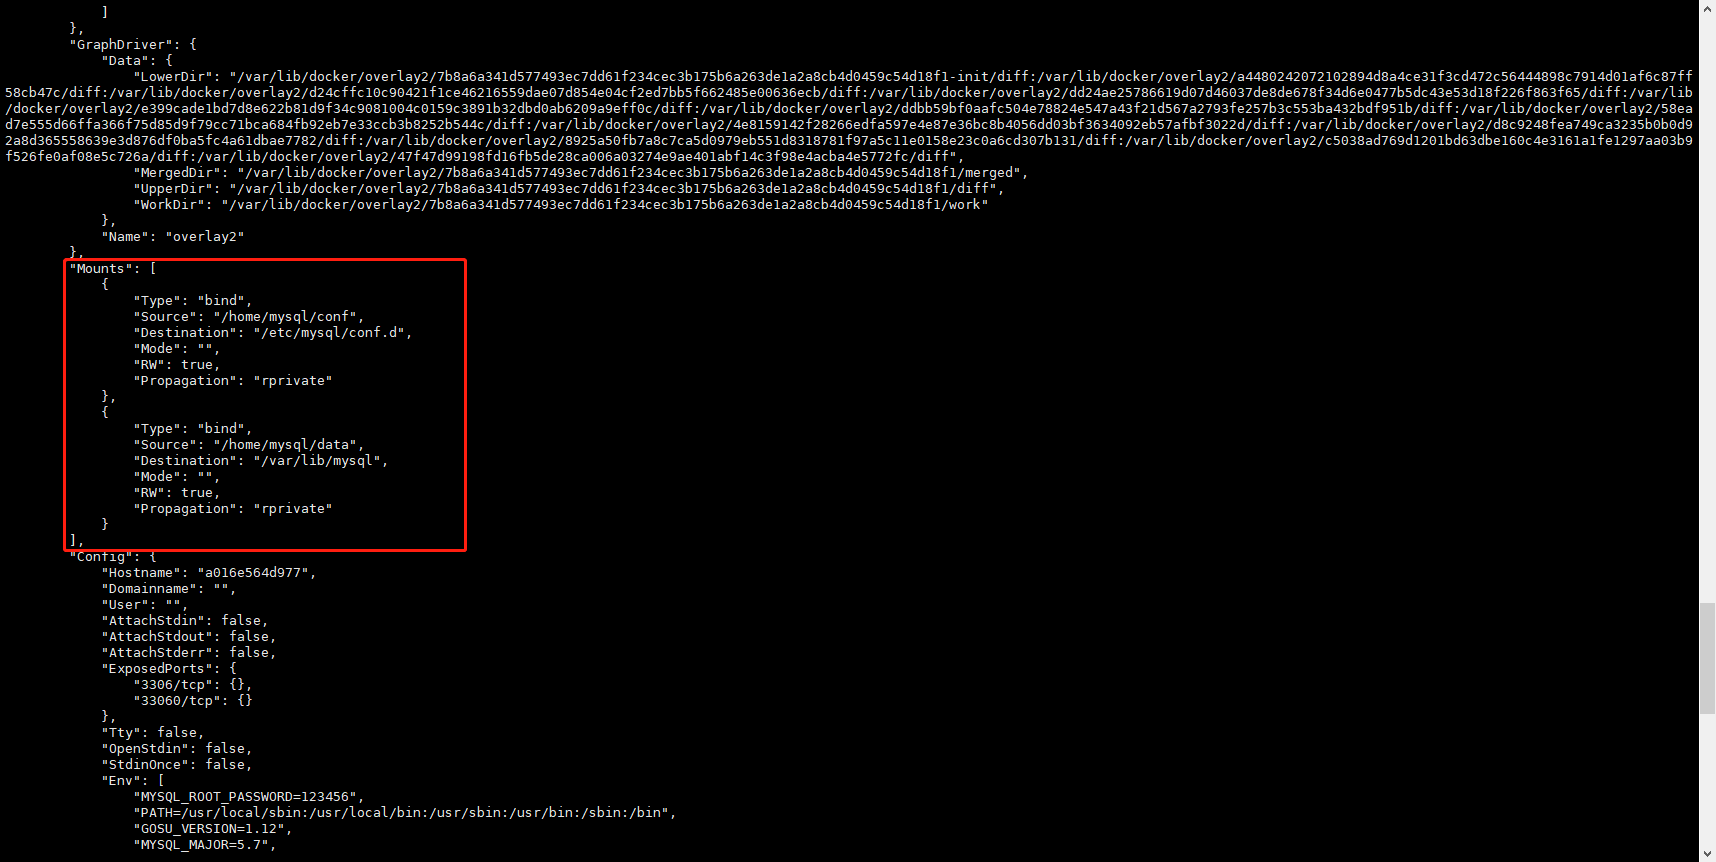 ]
},
"GraphDriver": {
"Data": {
"LowerDir": "/var/lib/docker/overlay2/7b8a6a341d577493ec7dd61f234cec3b175b6a263de1a2a8cb4d0459c54d18f1-init/diff:/var/lib/docker/overlay2/a4480242072102894d8a4ce31f3cd472c56444898c7914d01af6c87ff
58cb47c/diff:/var/lib/docker/overlay2/d24cffc10c90421f1ce46216559dae07d854e04cf2ed7bb5f662485e00636ecb/diff:/var/lib/docker/overlay2/dd24ae25786619d07d46037de8de678f34d6e0477b5dc43e53d18f226f863f65/diff:/var/lib
/docker/overlay2/e399cade1bd7d8e622b81d9f34c9081004c0159c3891b32dbd0ab6209a9eff0c/diff:/var/lib/docker/overlay2/ddbb59bf0aafc504e78824e547a43f21d567a2793fe257b3c553ba432bdf951b/diff:/var/lib/docker/overlay2/58ea
d7e555d66ffa366f75d85d9f79cc71bca684fb92eb7e33ccb3b8252b544c/diff:/var/lib/docker/overlay2/4e8159142f28266edfa597e4e87e36bc8b4056dd03bf3634092eb57afbf3022d/diff:/var/lib/docker/overlay2/d8c9248fea749ca3235b0b0d9
2a8d365558639e3d876df0ba5fc4a61dbae7782/diff:/var/lib/docker/overlay2/8925a50fb7a8c7ca5d0979eb551d8318781f97a5c11e0158e23c0a6cd307b131/diff:/var/lib/docker/overlay2/c5038ad769d1201bd63dbe160c4e3161a1fe1297aa03b9
f526fe0af08e5c726a/diff:/var/lib/docker/overlay2/47f47d99198fd16fb5de28ca006a03274e9ae401abf14c3f98e4acba4e5772fc/diff",
"MergedDir": "/var/lib/docker/overlay2/7b8a6a341d577493ec7dd61f234cec3b175b6a263de1a2a8cb4d0459c54d18f1/merged",
"UpperDir": "/var/lib/docker/overlay2/7b8a6a341d577493ec7dd61f234cec3b175b6a263de1a2a8cb4d0459c54d18f1/diff",
"WorkDir": "/var/lib/docker/overlay2/7b8a6a341d577493ec7dd61f234cec3b175b6a263de1a2a8cb4d0459c54d18f1/work"
},
"Name": "overlay2"
},
"Mounts": [
{
"Type": "bind",
"Source": "/home/mysql/conf",
"Destination": "/etc/mysql/conf.d",
"Mode": "",
"RW": true,
"Propagation": "rprivate"
},
{
"Type": "bind",
"Source": "/home/mysql/data",
"Destination": "/var/lib/mysql",
"Mode": "",
"RW": true,
"Propagation": "rprivate"
}
],
"Config": {
"Hostname": "a016e564d977",
"Domainname": "",
"User": "",
"AttachStdin": false,
"AttachStdout": false,
"AttachStderr": false,
"ExposedPorts": {
"3306/tcp": {},
"33060/tcp": {}
},
"Tty": false,
"OpenStdin": false,
"StdinOnce": false,
"Env": [
"MYSQL_ROOT_PASSWORD=123456",
"PATH=/usr/local/sbin:/usr/local/bin:/usr/sbin:/usr/bin:/sbin:/bin",
"GOSU_VERSION=1.12",
"MYSQL_MAJOR=5.7",